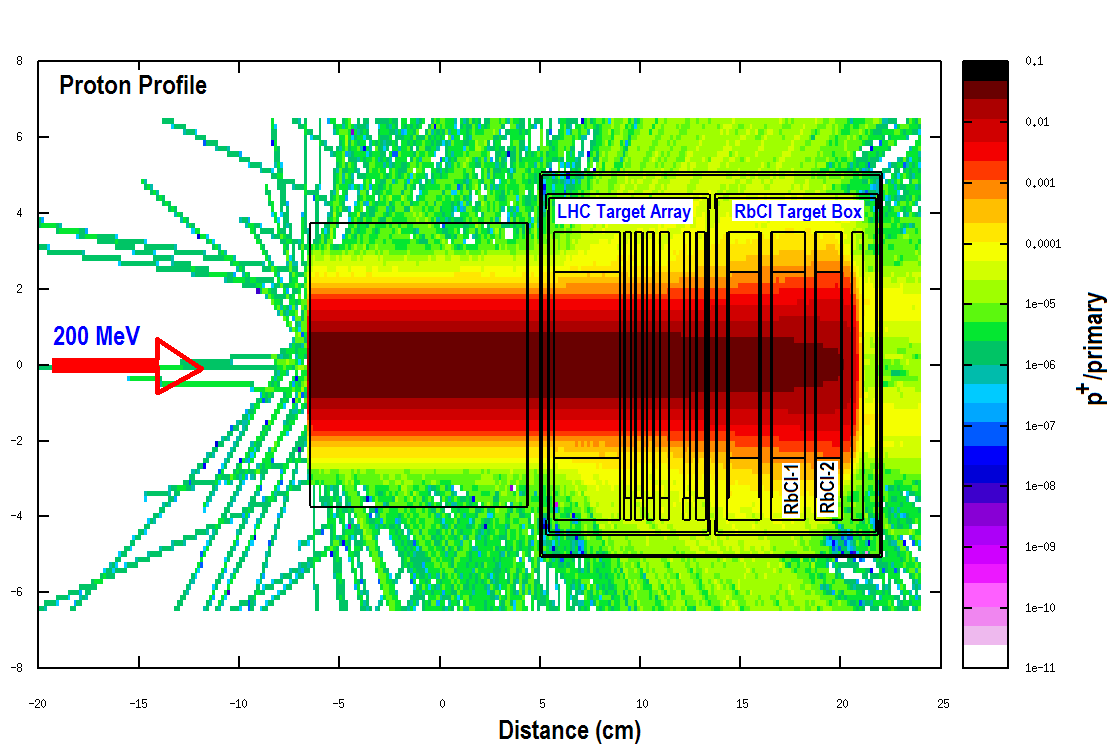 Proton Profile
8
6
4
2
0
-2
-4
-6
-8
200 MeV
LHC Target Array
RbCl Target Box
RbCl-1
RbCl-2
-20
-15
-10
-5
0
5
10
15
20
25
Distance (cm)
0.1
0.01
0.001
0.0001
1e-05
1e-06
1e-07
1e-08
1e-09
1e-10
1e-11
p+/primary